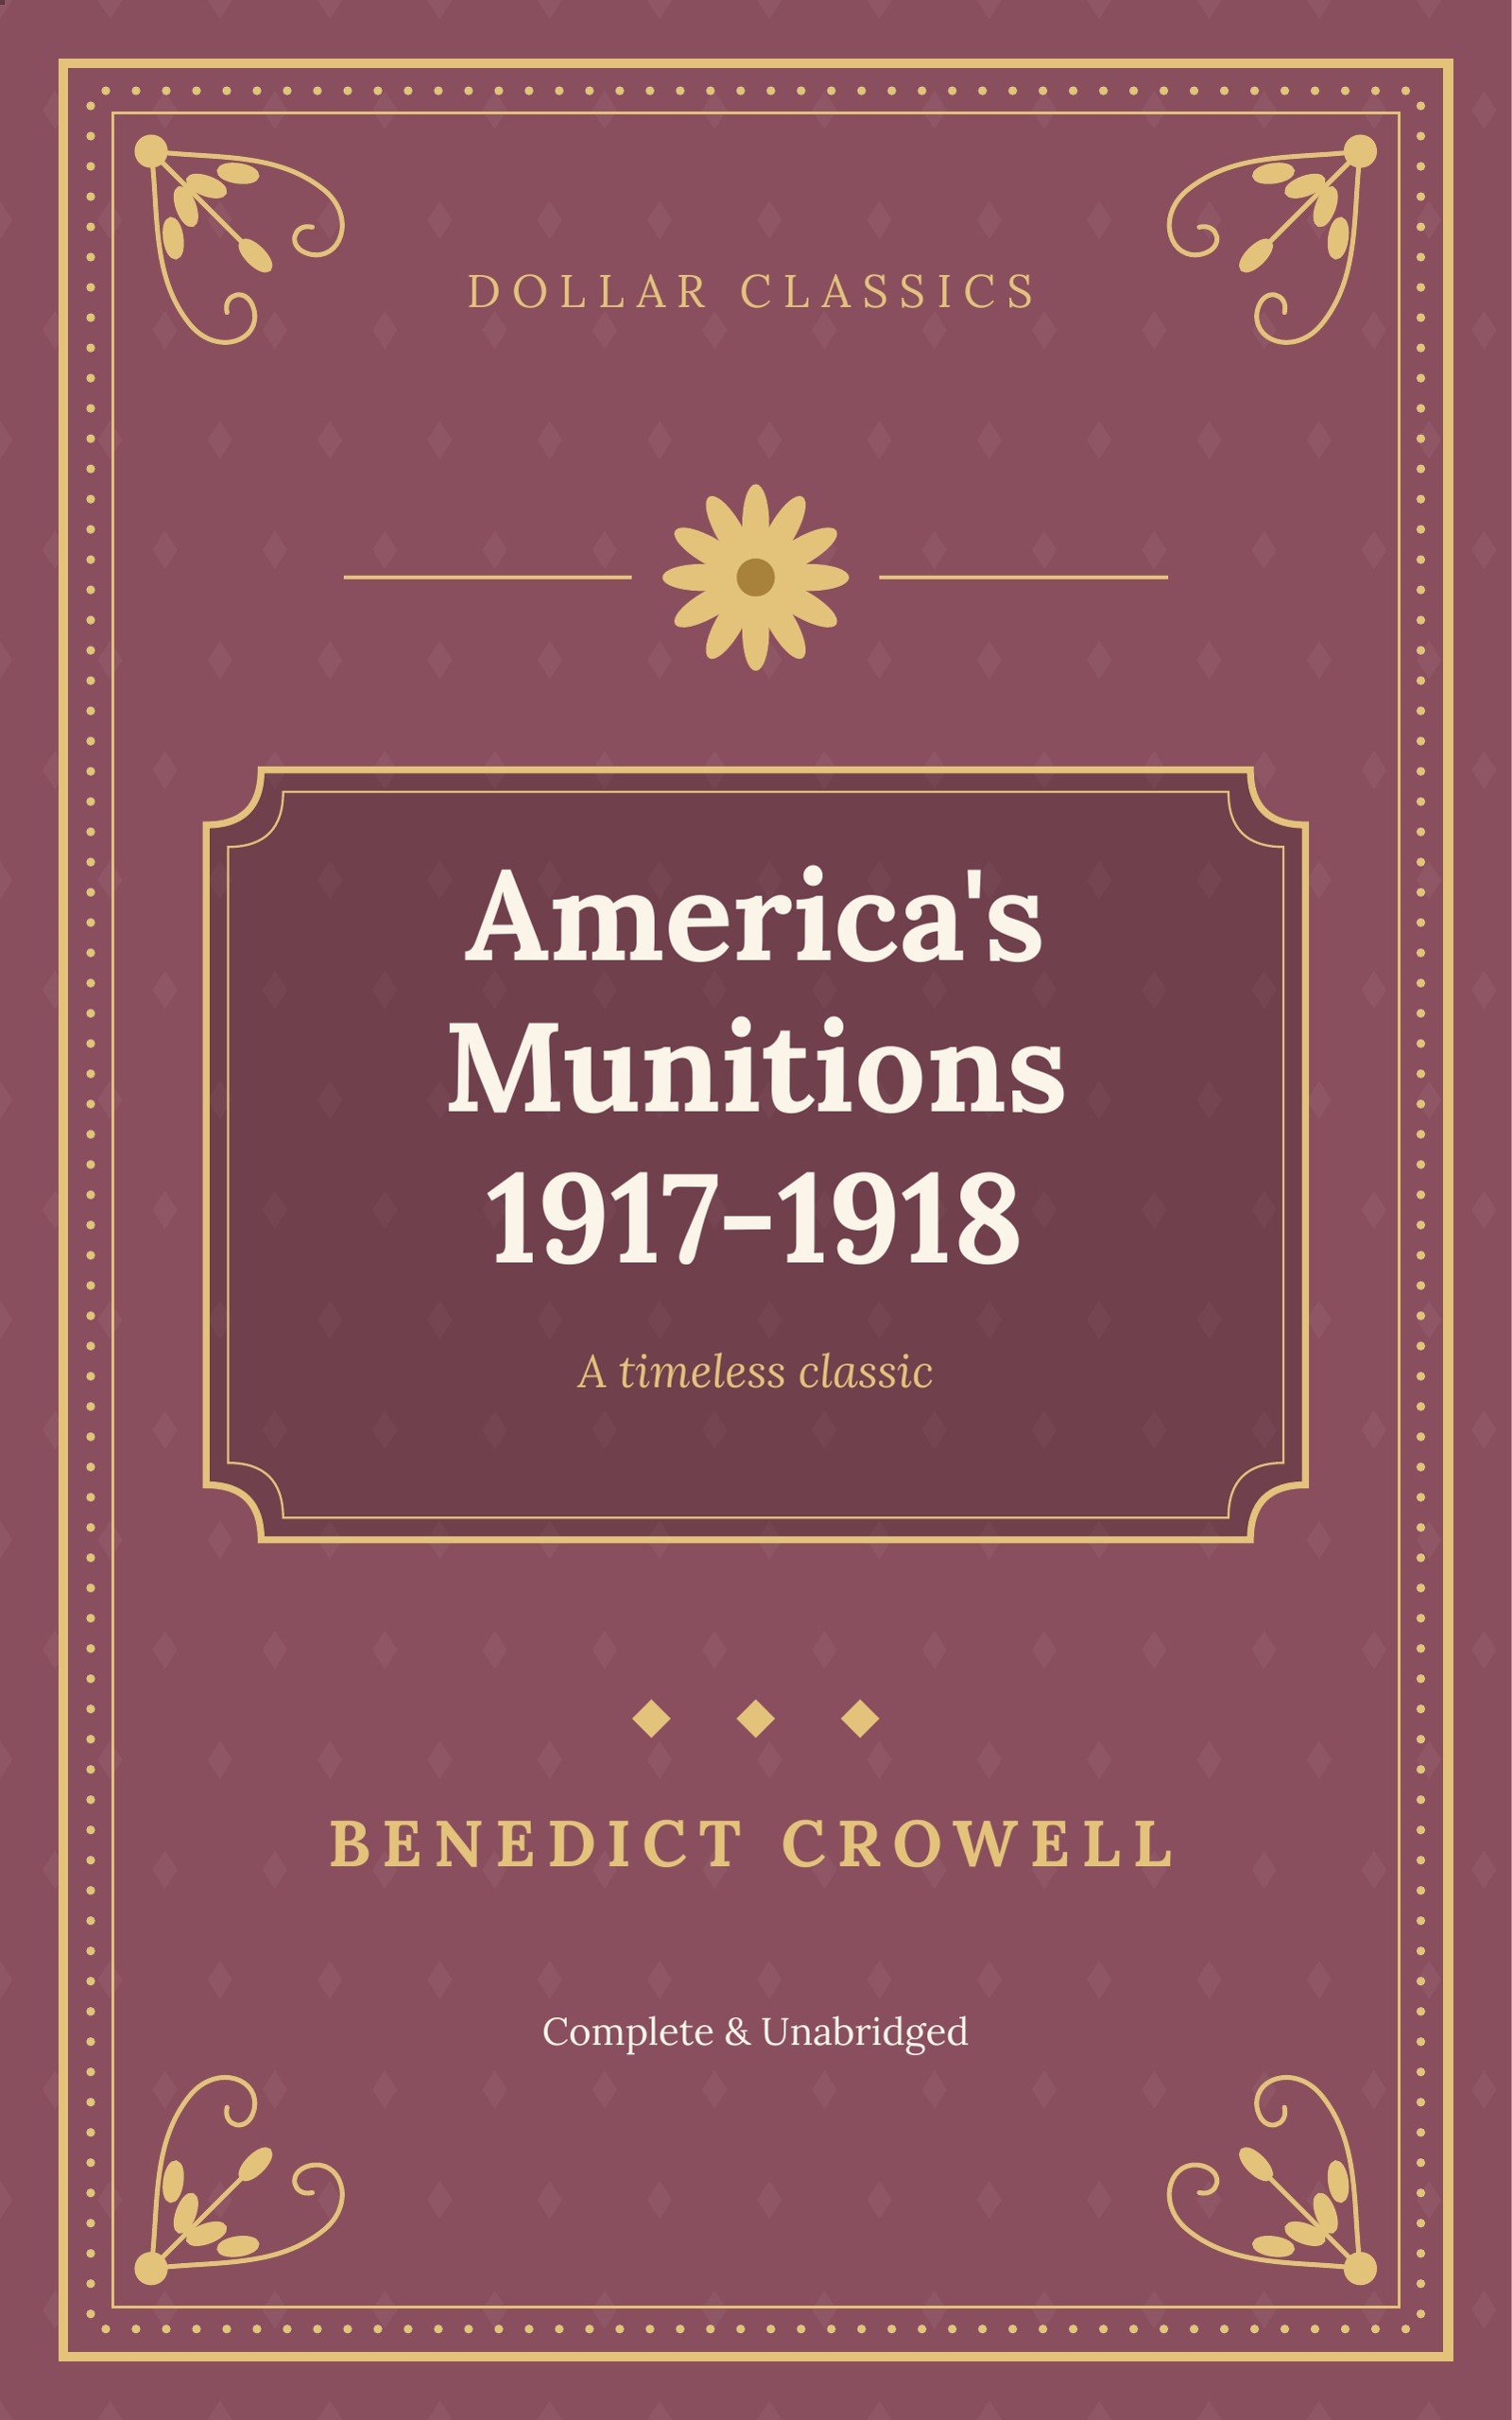 DOLLAR CLASSICS
America's
Munitions
1917–1918
A timeless classic
BENEDICT CROWELL
Complete & Unabridged